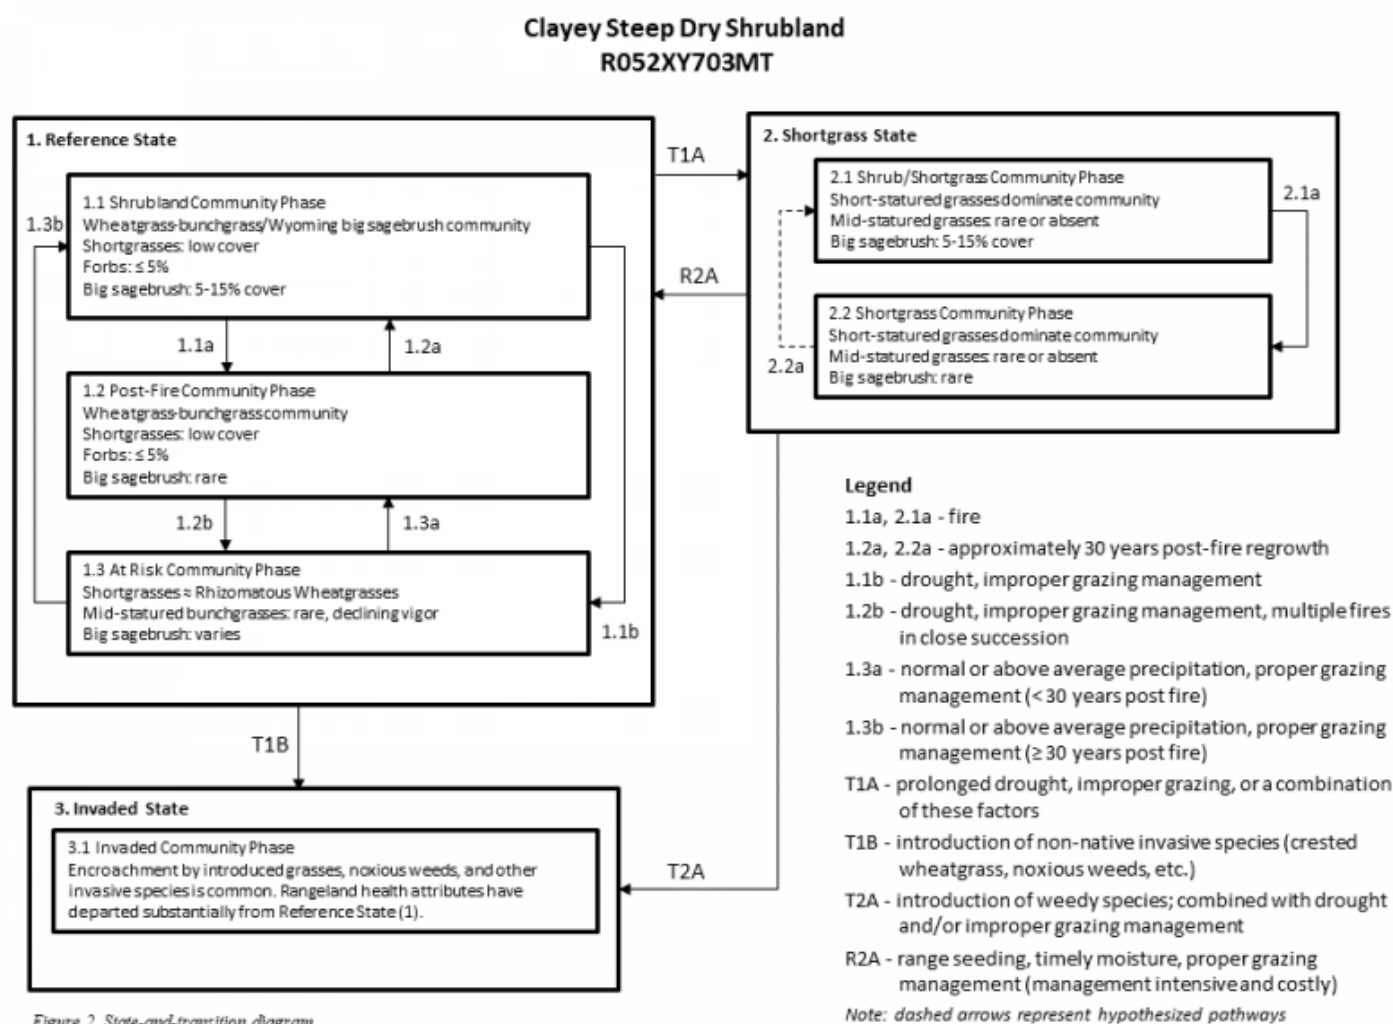 Clayey Steep Dry Shrubland
R052XY703MT
1. Reference State
1.1 Shrubland Community Phase
Wheatgrass-bunchgrass/Wyoming big sagebrush community
Shortgrasses: low cover
Forbs: ≤ 5%
Big sagebrush: 5-15% cover
1.3b
1.1a
1.2a
1.2 Post-Fire Community Phase
Wheatgrass-bunchgrass community
Shortgrasses: low cover
Forbs: ≤ 5%
Big sagebrush: rare
1.2b
1.3a
1.3 At Risk Community Phase
Shortgrasses ≈ Rhizomatous Wheatgrasses
Mid-statured bunchgrasses: rare, declining vigor
Big sagebrush: varies
1.1b
T1A
R2A
2. Shortgrass State
2.1 Shrub/Shortgrass Community Phase
Short-statured grasses dominate community
Mid-statured grasses: rare or absent
Big sagebrush: 5-15% cover
2.1a
2.2 Shortgrass Community Phase
Short-statured grasses dominate community
Mid-statured grasses: rare or absent
Big sagebrush: rare
2.2a
T1B
3. Invaded State
3.1 Invaded Community Phase
Encroachment by introduced grasses, noxious weeds, and other
invasive species is common. Rangeland health attributes have
departed substantially from Reference State (1).
T2A
Legend
1.1a, 2.1a - fire
1.2a, 2.2a - approximately 30 years post-fire regrowth
1.1b - drought, improper grazing management
1.2b - drought, improper grazing management, multiple fires
in close succession
1.3a - normal or above average precipitation, proper grazing
management (< 30 years post fire)
1.3b - normal or above average precipitation, proper grazing
management (≥ 30 years post fire)
T1A - prolonged drought, improper grazing, or a combination
of these factors
T1B - introduction of non-native invasive species (crested
wheatgrass, noxious weeds, etc.)
T2A - introduction of weedy species; combined with drought
and/or improper grazing management
R2A - range seeding, timely moisture, proper grazing
management (management intensive and costly)
Note: dashed arrows represent hypothesized pathways
Figure 2. State-and-transition diagram